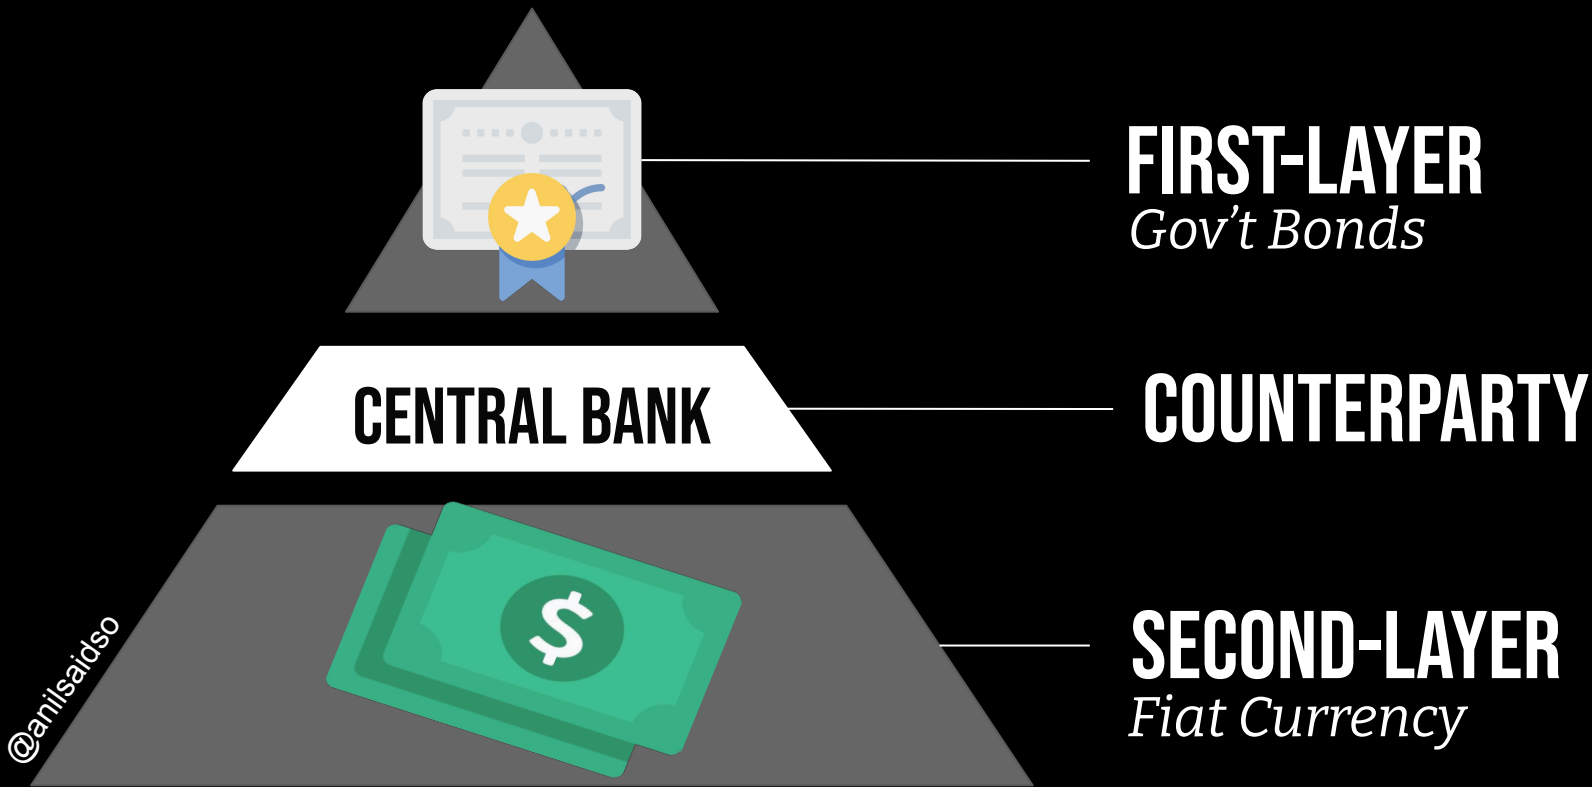 FIRST-LAYER
Gov't Bonds
CENTRAL BANK
COUNTERPARTY
$
SECOND-LAYER
Fiat Currency
@anilsaidso